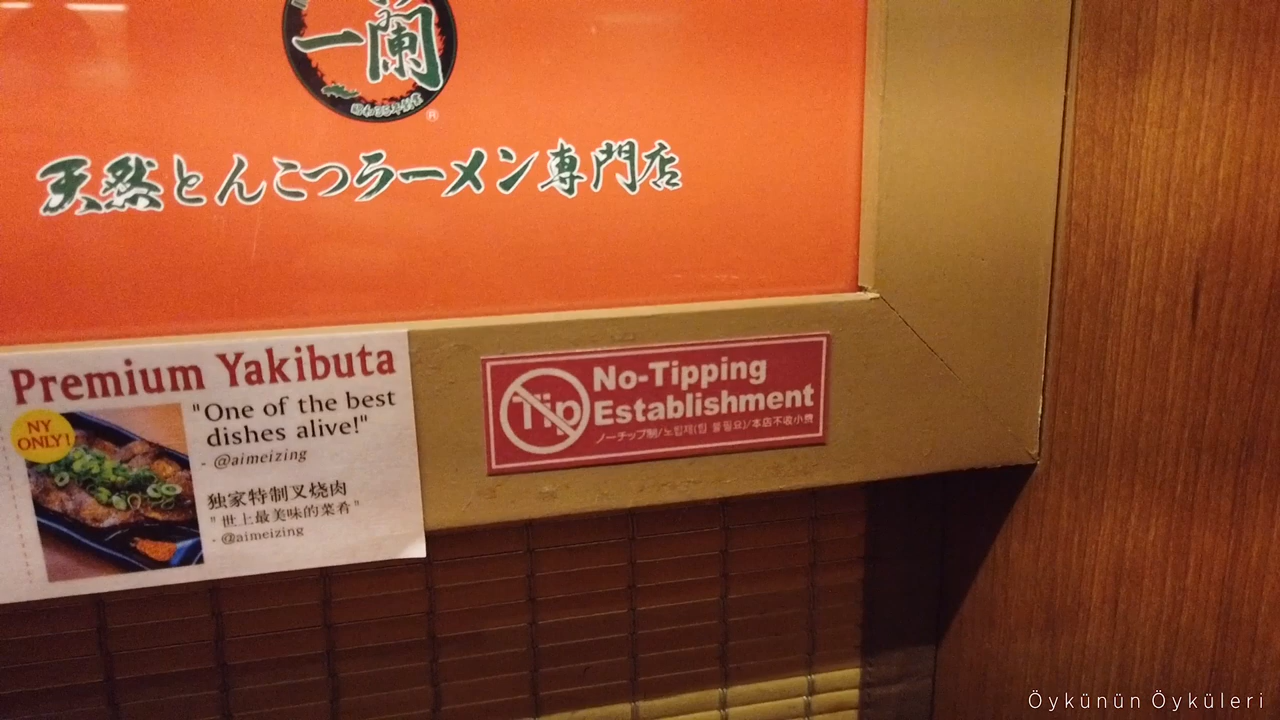 一蘭
®
天然とんこつラーメン専門店
Premium Yakibuta
NY
ONLY!
"One of the best
dishes alive!"
- @aimeizing
独家特制叉烧肉
"世上最美味的菜肴"
- @aimeizing
Tip
No-Tipping
Establishment
ノーチップ制/노팁제(팁 불필요)/本店不收小费
Öykünün Öyküleri